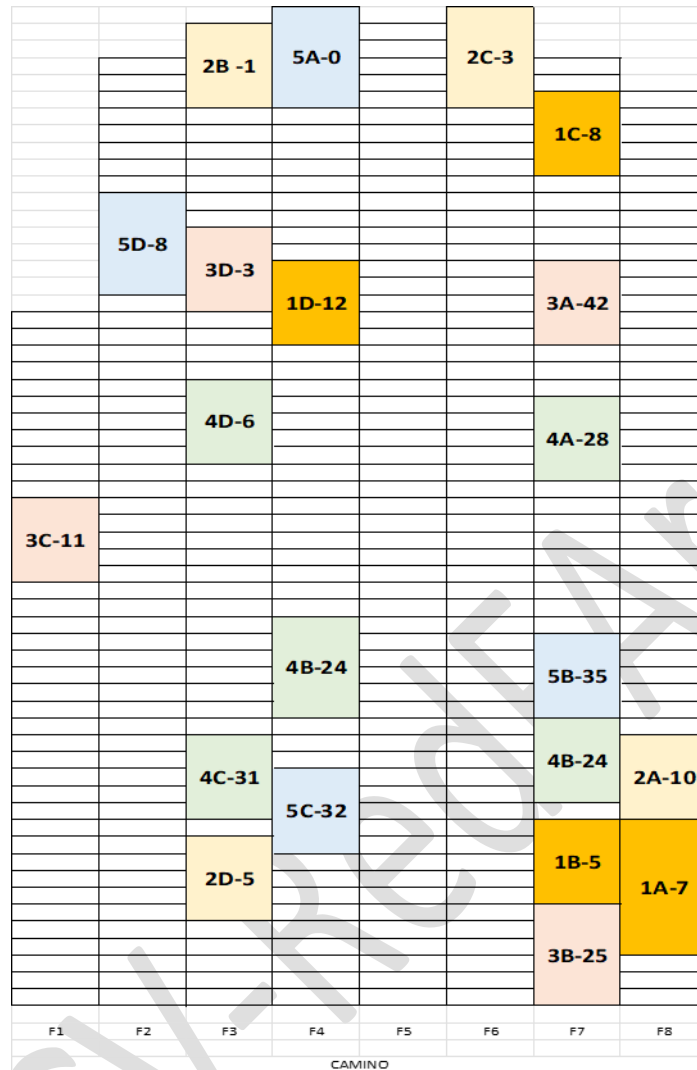 2B -1
5A-0
2C-3
1C-8
5D-8
3D-3
1D-12
3A-42
4D-6
4A-28
3C-11
4B-24
5B-35
4C-31
5C-32
4B-24
2A-10
2D-5
1B-5
1A-7
3B-25
F1 F2 F3 F4 F5 F6 F7 F8
CAMINO